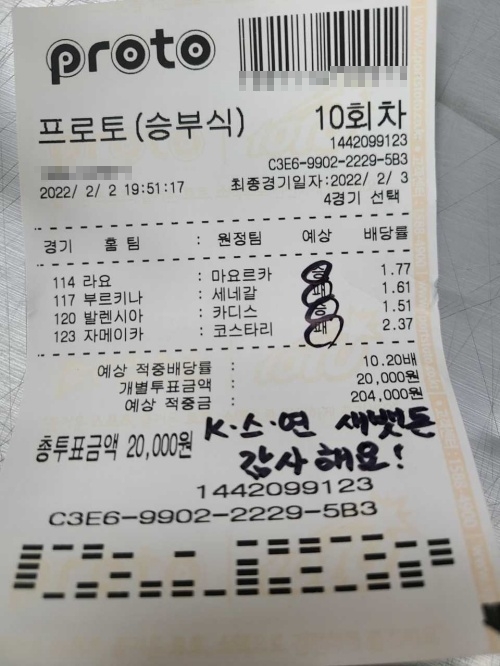 proto
프로토(승부식) 10회차
1442099123
C3E6-9902-2229-5B3
2022/ 2/ 2 19:51:17 최종경기일자:2022/ 2/ 3
4경기 선택
경기 홈 팀 : 원정팀 예상 배당률
114 라요 : 마요르카 승 1.77
117 부르키나 : 세네갈 패 1.61
120 발렌시아 : 카디스 승 1.51
123 자메이카 : 코스타리 패 2.37
예상 적중배당률 : 10.20배
개별투표금액 : 20,000원
예상 적중금 : 204,000원
총투표금액 20,000원
K·스·연 새뱃돈
감사해요!
1442099123
C3E6-9902-2229-5B3